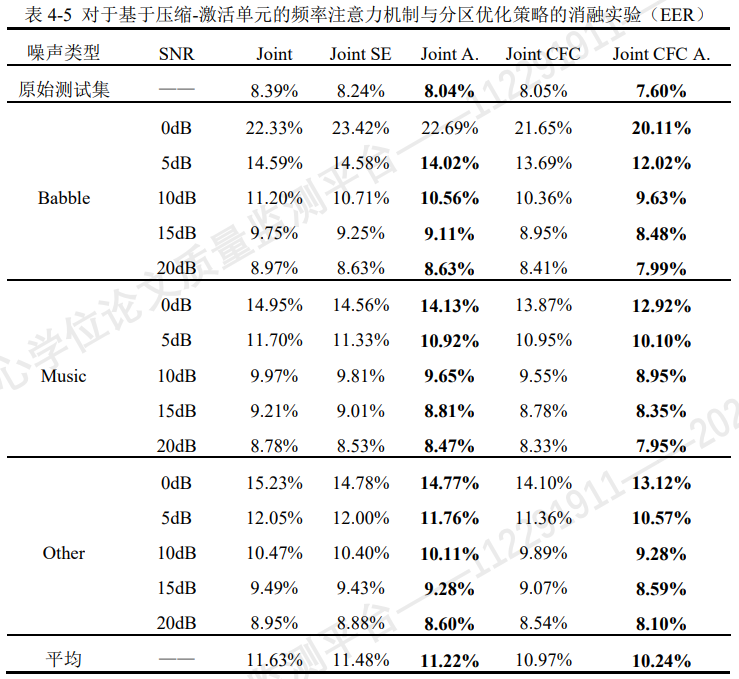 表 4-5 对于基于压缩-激活单元的频率注意力机制与分区优化策略的消融实验（EER）
噪声类型 SNR Joint Joint SE Joint A. Joint CFC Joint CFC A.
原始测试集 —— 8.39% 8.24% 8.04% 8.05% 7.60%
0dB 22.33% 23.42% 22.69% 21.65% 20.11%
5dB 14.59% 14.58% 14.02% 13.69% 12.02%
Babble 10dB 11.20% 10.71% 10.56% 10.36% 9.63%
15dB 9.75% 9.25% 9.11% 8.95% 8.48%
20dB 8.97% 8.63% 8.63% 8.41% 7.99%
0dB 14.95% 14.56% 14.13% 13.87% 12.92%
5dB 11.70% 11.33% 10.92% 10.95% 10.10%
Music 10dB 9.97% 9.81% 9.65% 9.55% 8.95%
15dB 9.21% 9.01% 8.81% 8.78% 8.35%
20dB 8.78% 8.53% 8.47% 8.33% 7.95%
0dB 15.23% 14.78% 14.77% 14.10% 13.12%
5dB 12.05% 12.00% 11.76% 11.36% 10.57%
Other 10dB 10.47% 10.40% 10.11% 9.89% 9.28%
15dB 9.49% 9.43% 9.28% 9.07% 8.59%
20dB 8.95% 8.88% 8.60% 8.54% 8.10%
平均 —— 11.63% 11.48% 11.22% 10.97% 10.24%
心学位论文质量监测平台——112291911——202
测平台——112291911——202